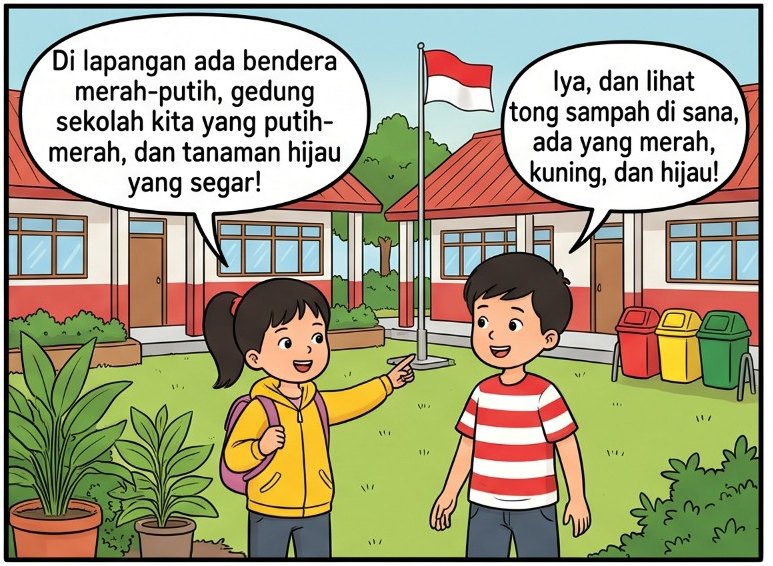 Di lapangan ada bendera
merah-putih, gedung
sekolah kita yang putih-
merah, dan tanaman hijau
yang segar!
Iya, dan lihat
tong sampah di sana,
ada yang merah,
kuning, dan hijau!